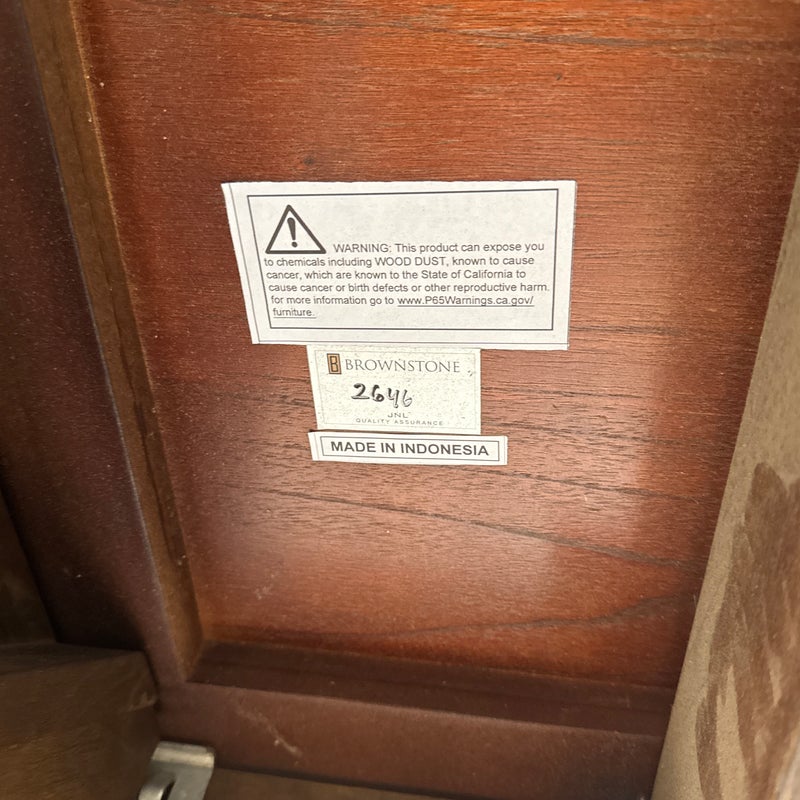 WARNING: This product can expose you
to chemicals including WOOD DUST, known to cause
cancer, which are known to the State of California to
cause cancer or birth defects or other reproductive harm.
for more information go to www.P65Warnings.ca.gov/
furniture.
BROWNSTONE
2646
JNL
QUALITY ASSURANCE
MADE IN INDONESIA